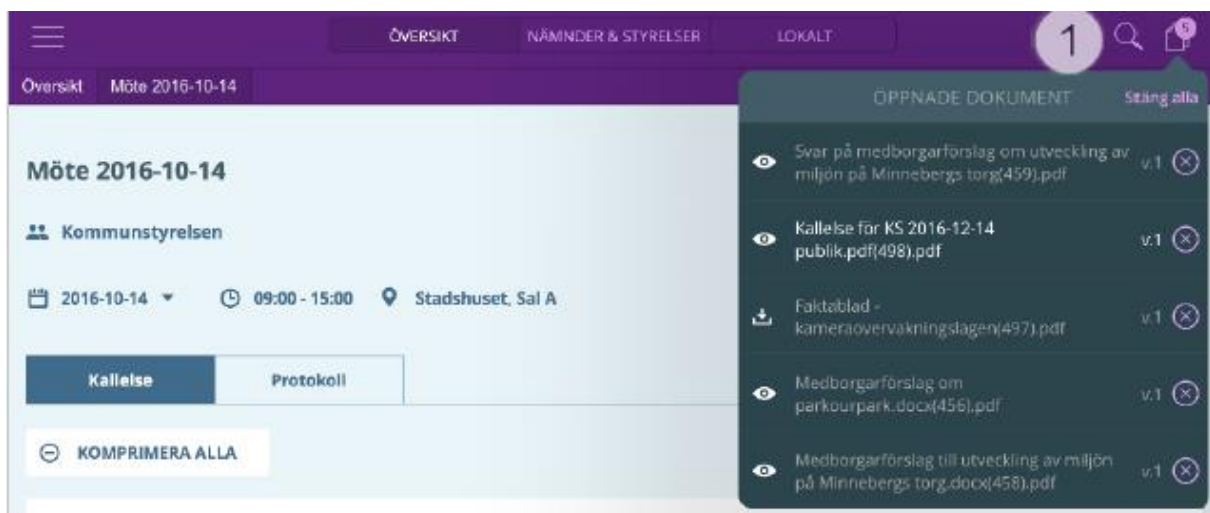 ÖVERSIKT NÄMNDER & STYRELSER LOKALT 1 5
Översikt Möte 2016-10-14
ÖPPNADE DOKUMENT Stäng alla
Möte 2016-10-14
Kommunstyrelsen
2016-10-14 09:00 - 15:00 Stadshuset, Sal A
Kallelse Protokoll
KOMPRIMERA ALLA
Svar på medborgarförslag om utveckling av
miljön på Minnebergs torg(459).pdf v.1
Kallelse för KS 2016-12-14
publik.pdf(498).pdf v.1
Faktablad -
kameraovervakningslagen(497).pdf v.1
Medborgarförslag om
parkourpark.docx(456).pdf v.1
Medborgarförslag till utveckling av miljön
på Minnebergs torg.docx(458).pdf v.1